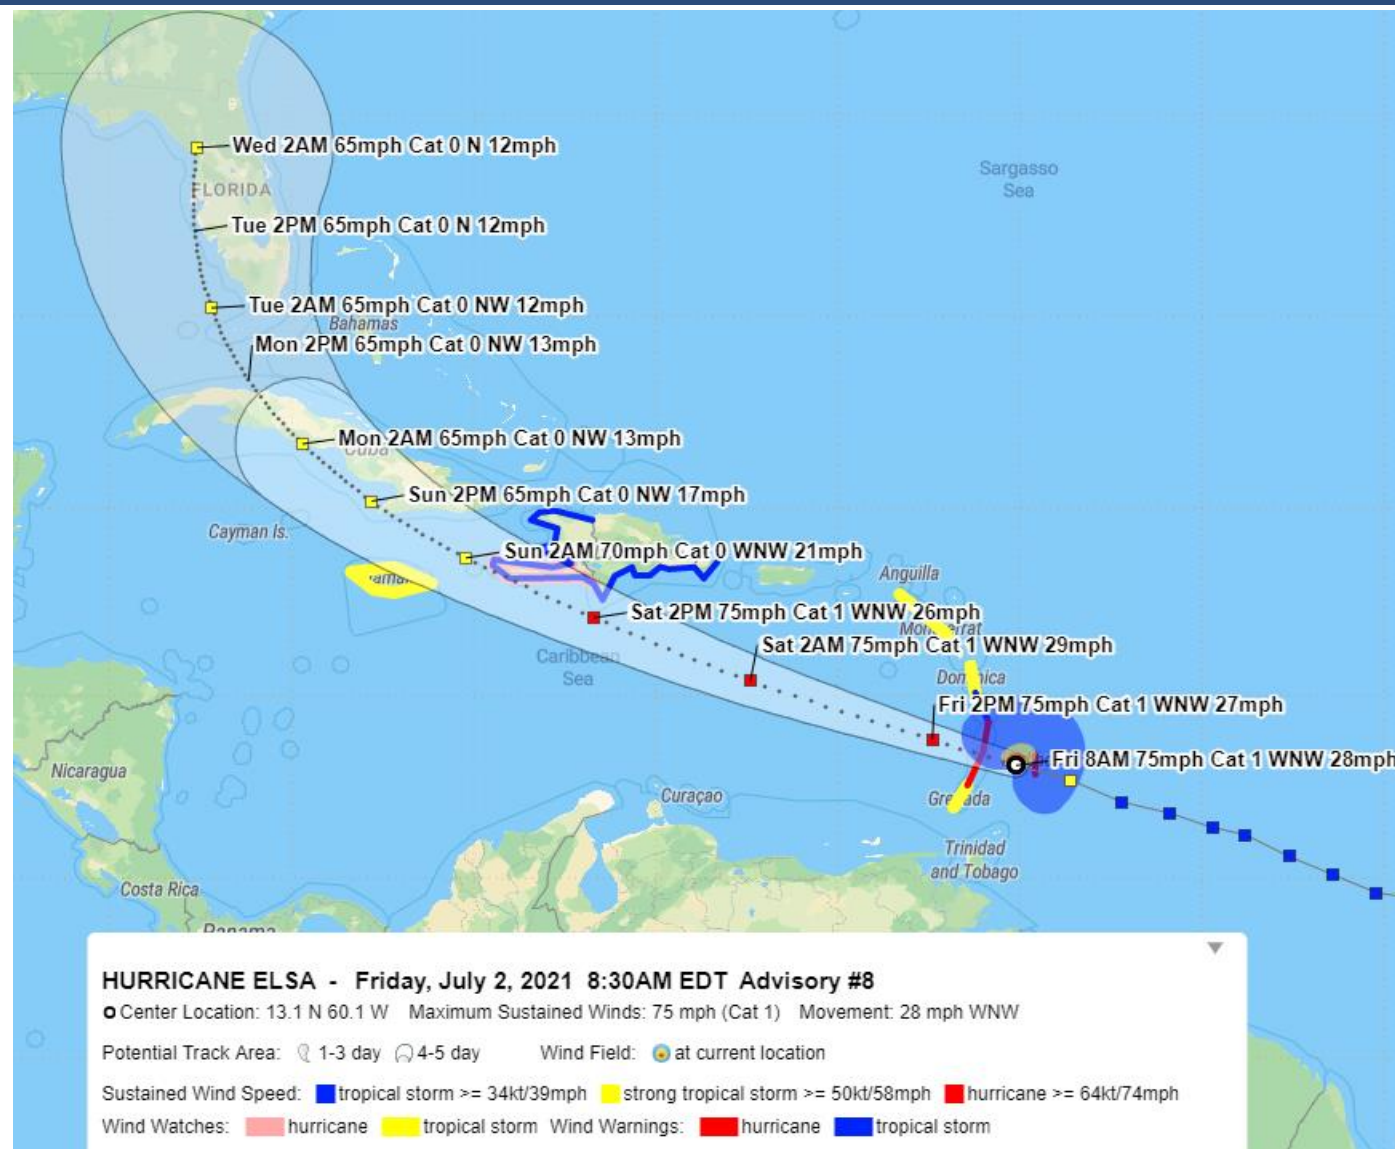 Wed 2AM 65mph Cat 0 N 12mph
Sargasso
Sea
FLORIDA
Tue 2PM 65mph Cat 0 N 12mph
Tue 2AM 65mph Cat 0 NW 12mph
Bahamas
Mon 2PM 65mph Cat 0 NW 13mph
Mon 2AM 65mph Cat 0 NW 13mph
Cuba
Sun 2PM 65mph Cat 0 NW 17mph
Cayman Is.
Sun 2AM 70mph Cat 0 WNW 21mph
Anguilla
Sat 2PM 75mph Cat 1 WNW 26mph
Montserrat
Sat 2AM 75mph Cat 1 WNW 29mph
Caribbean
Sea
Dominica
Fri 2PM 75mph Cat 1 WNW 27mph
Fri 8AM 75mph Cat 1 WNW 28mph
Nicaragua
Curaçao
Grenada
Trinidad
and Tobago
Costa Rica
Panama
HURRICANE ELSA - Friday, July 2, 2021 8:30AM EDT Advisory #8
Center Location: 13.1 N 60.1 W Maximum Sustained Winds: 75 mph (Cat 1) Movement: 28 mph WNW
Potential Track Area: 1-3 day 4-5 day Wind Field: at current location
Sustained Wind Speed: tropical storm >= 34kt/39mph strong tropical storm >= 50kt/58mph hurricane >= 64kt/74mph
Wind Watches: hurricane tropical storm Wind Warnings: hurricane tropical storm